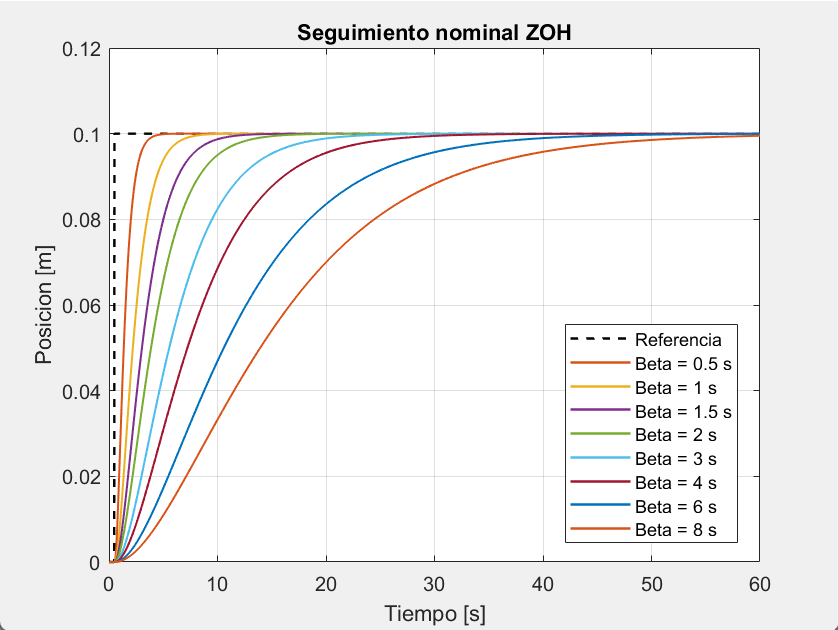 Seguimiento nominal ZOH
0.12
0.1
0.08
0.06
0.04
0.02
0
Posicion [m]
Referencia
Beta = 0.5 s
Beta = 1 s
Beta = 1.5 s
Beta = 2 s
Beta = 3 s
Beta = 4 s
Beta = 6 s
Beta = 8 s
0 10 20 30 40 50 60
Tiempo [s]